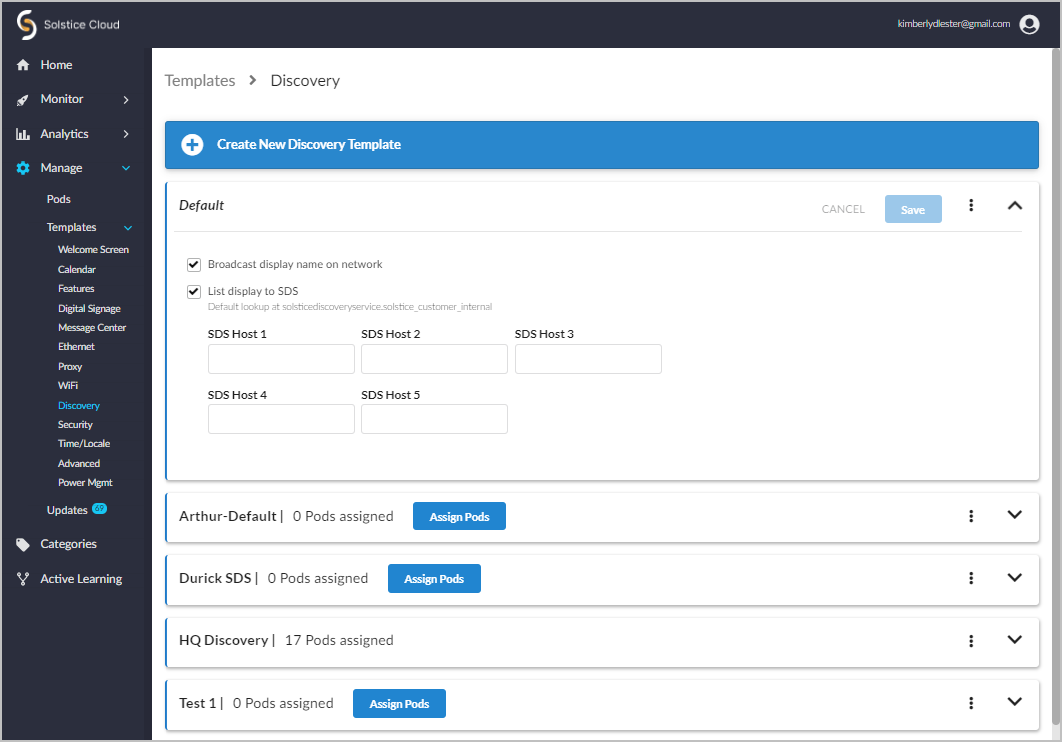 Solstice Cloud
kimberlydlester@gmail.com
Home
Monitor
Analytics
Manage
Pods
Templates
Welcome Screen
Calendar
Features
Digital Signage
Message Center
Ethernet
Proxy
WiFi
Discovery
Security
Time/Locale
Advanced
Power Mgmt
Updates 69
Categories
Active Learning
Templates > Discovery
Create New Discovery Template
Default
CANCEL Save
Broadcast display name on network
List display to SDS
Default lookup at solsticediscoveryservice.solstice_customer_internal
SDS Host 1 SDS Host 2 SDS Host 3
SDS Host 4 SDS Host 5
Arthur-Default | 0 Pods assigned Assign Pods
Durick SDS | 0 Pods assigned Assign Pods
HQ Discovery | 17 Pods assigned
Test 1 | 0 Pods assigned Assign Pods